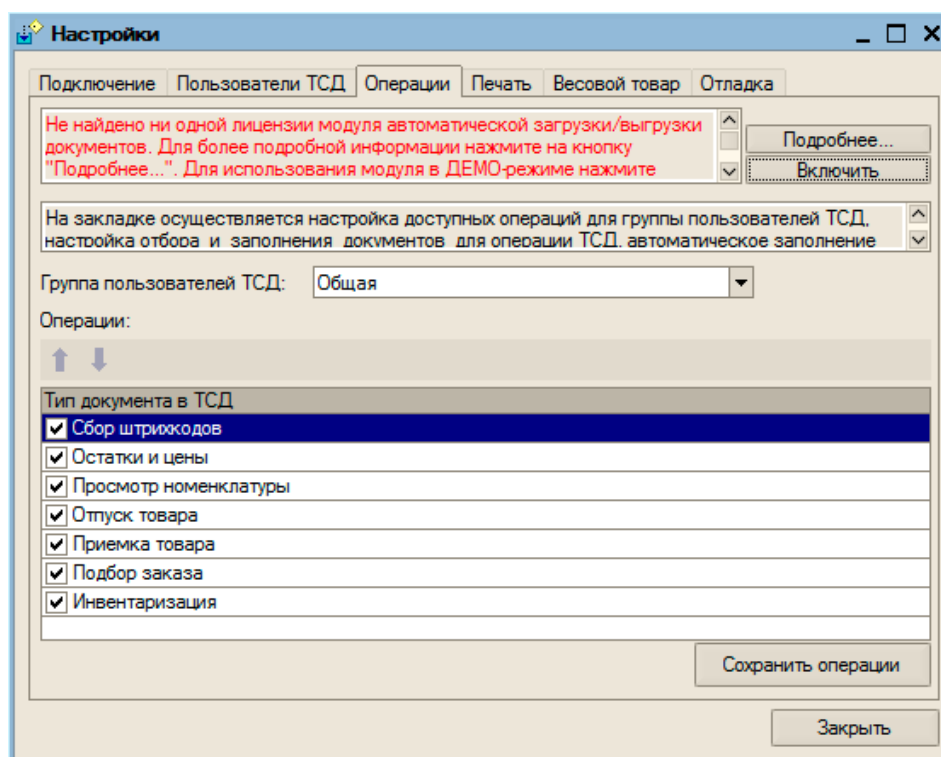 Настройки
Подключение Пользователи ТСД Операции Печать Весовой товар Отладка
Не найдено ни одной лицензии модуля автоматической загрузки/выгрузки
документов. Для более подробной информации нажмите на кнопку
"Подробнее...". Для использования модуля в ДЕМО-режиме нажмите
Подробнее...
Включить
На закладке осуществляется настройка доступных операций для группы пользователей ТСД,
настройка отбора и заполнения документов для операции ТСД, автоматическое заполнение
Группа пользователей ТСД: Общая
Операции:
Тип документа в ТСД
Сбор штрихкодов
Остатки и цены
Просмотр номенклатуры
Отпуск товара
Приемка товара
Подбор заказа
Инвентаризация
Сохранить операции
Закрыть